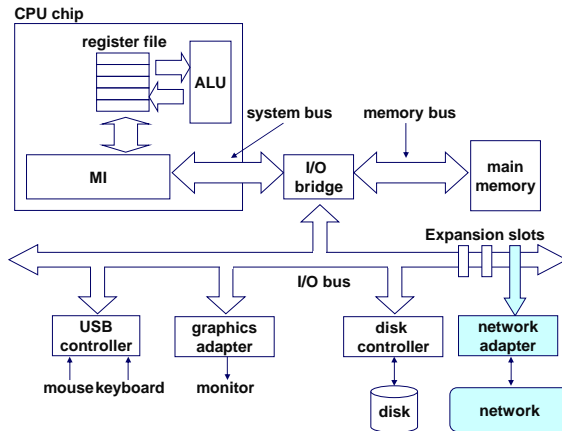 CPU chip
register file
ALU
system bus
memory bus
MI
I/O
bridge
main
memory
Expansion slots
I/O bus
USB
controller
graphics
adapter
disk
controller
network
adapter
mouse keyboard
monitor
disk
network